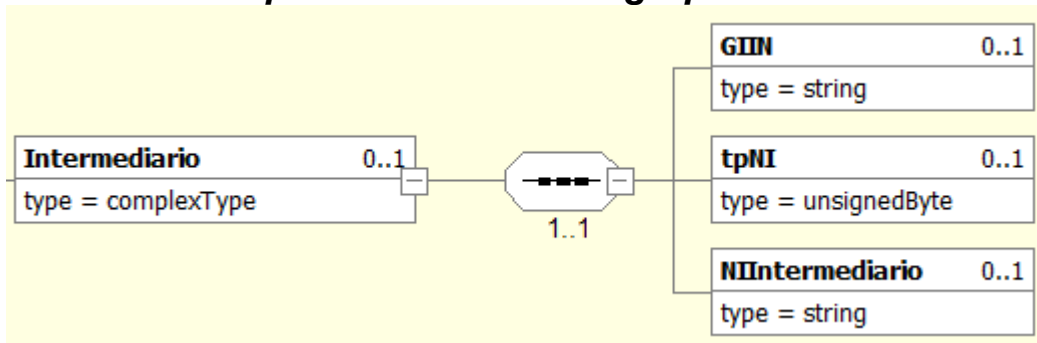 GIIN 0..1
type = string
Intermediario 0..1
type = complexType
1..1
tpNI 0..1
type = unsignedByte
NIIntermediario 0..1
type = string